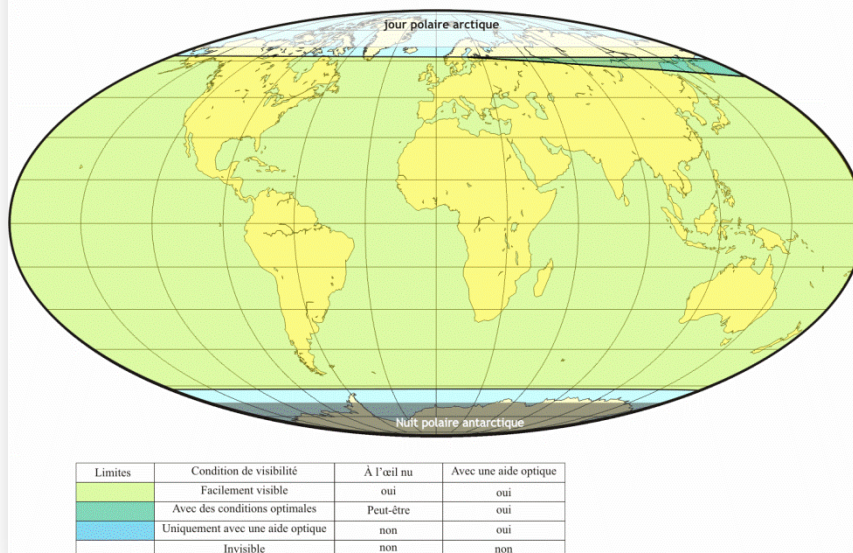 jour polaire arctique
Nuit polaire antarctique
Limites Condition de visibilité À l'œil nu Avec une aide optique
Facilement visible oui oui
Avec des conditions optimales Peut-être oui
Uniquement avec une aide optique non oui
Invisible non non